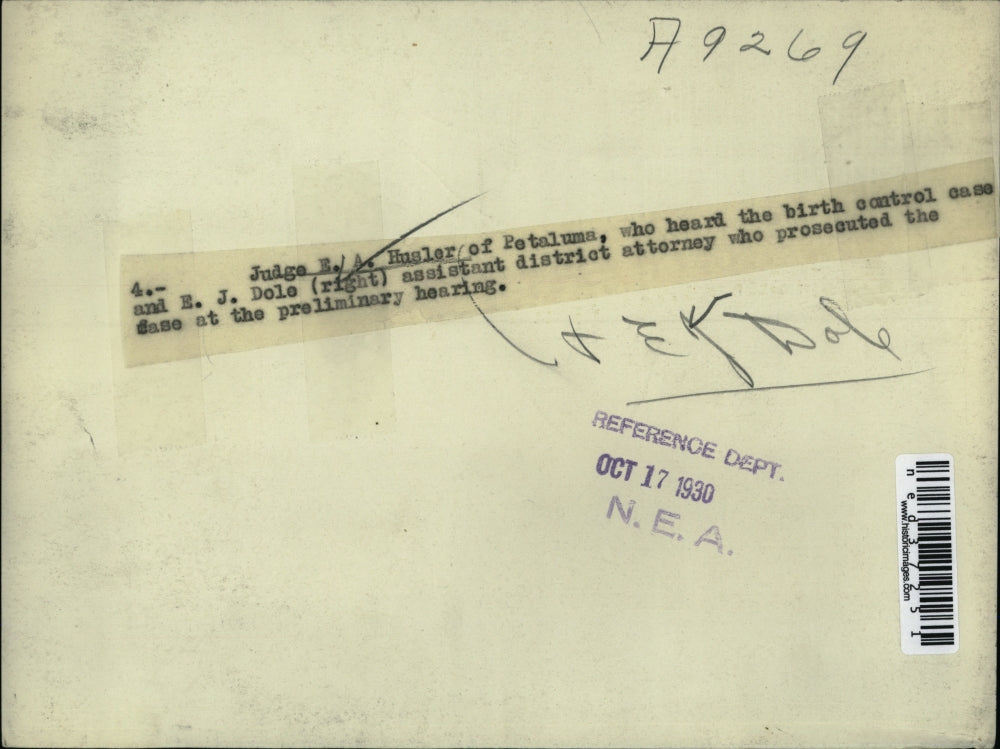 A9269
4.- Judge E. A. Husler of Petaluma, who heard the birth control case
and E. J. Dole (right) assistant district attorney who prosecuted the
case at the preliminary hearing.
+ E J Dole
REFERENCE DEPT.
OCT 17 1930
N. E. A.
ned37251
www.historicimages.com